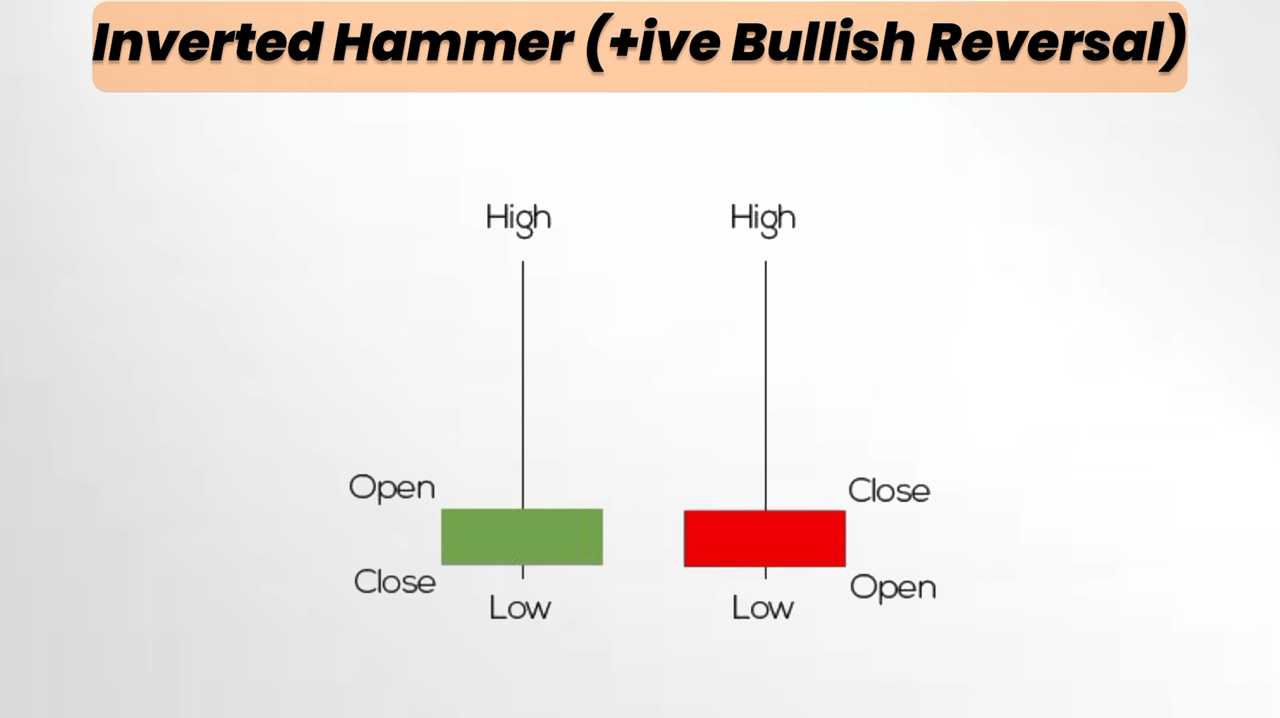 Inverted Hammer (+ive Bullish Reversal)
High High
Open Close
Close Open
Low Low